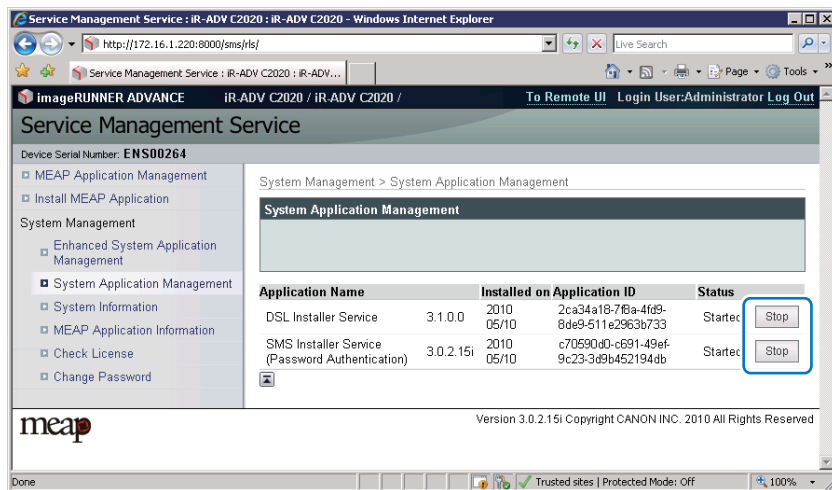 Service Management Service : iR-ADV C2020 : iR-ADV C2020 - Windows Internet Explorer
http://172.16.1.220:8000/sms/rls/
Live Search
Service Management Service : iR-ADV C2020 : iR-ADV...
Page
Tools
imageRUNNER ADVANCE iR-ADV C2020 / iR-ADV C2020 / To Remote UI Login User:Administrator Log Out
Service Management Service
Device Serial Number: ENS00264
MEAP Application Management
Install MEAP Application
System Management
Enhanced System Application
Management
System Application Management
System Information
MEAP Application Information
Check License
Change Password
System Management > System Application Management
System Application Management
Application Name Installed on Application ID Status
DSL Installer Service 3.1.0.0 2010 05/10 2ca34a18-7f8a-4fd9-8de9-511e2963b733 Started Stop
SMS Installer Service (Password Authentication) 3.0.2.15i 2010 05/10 c70590d0-c691-49ef-9c23-3d9b452194db Started Stop
meap
Version 3.0.2.15i Copyright CANON INC. 2010 All Rights Reserved
Done Trusted sites | Protected Mode: Off 100%